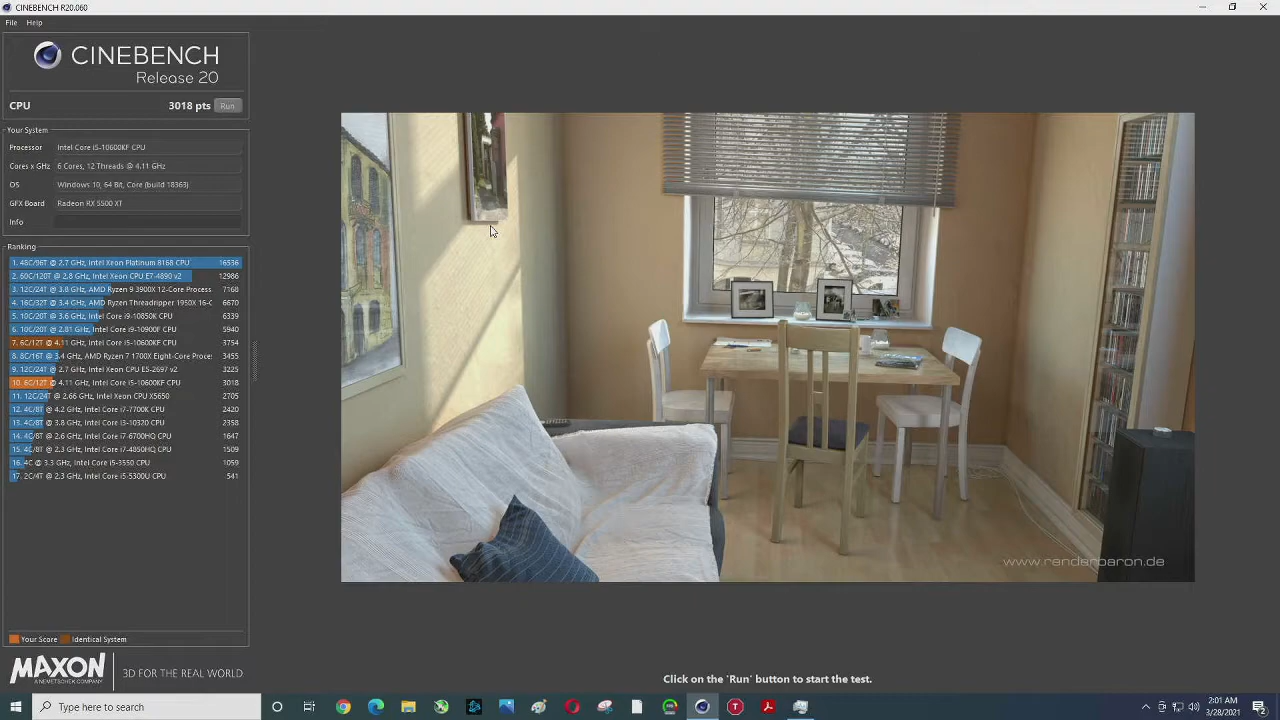 CINEBENCH R20.060
File Help
CINEBENCH
Release 20
CPU 3018 pts Run
Your System
Processor Intel Core i5-10600KF CPU
Cores x GHz 6 Cores, 12 Threads @ 4.11 GHz
OS Windows 10, 64 Bit, Core (build 18363)
GFX Board Radeon RX 5500 XT
Info
Ranking
1. 48C/96T @ 2.7 GHz, Intel Xeon Platinum 8168 CPU 16536
2. 60C/120T @ 2.8 GHz, Intel Xeon CPU E7-4890 v2 12986
3. 12C/24T @ 3.8 GHz, AMD Ryzen 9 3900X 12-Core Process 7168
4. 16C/32T @ 3.4 GHz, AMD Ryzen Threadripper 1950X 16-C 6670
5. 10C/20T @ 3.6 GHz, Intel Core i9-10850K CPU 6339
6. 10C/20T @ 2.81 GHz, Intel Core i9-10900F CPU 5940
7. 6C/12T @ 4.11 GHz, Intel Core i5-10600KF CPU 3754
8. 8C/16T @ 3.4 GHz, AMD Ryzen 7 1700X Eight-Core Proce 3455
9. 12C/24T @ 2.7 GHz, Intel Xeon CPU E5-2697 v2 3225
10. 6C/12T @ 4.11 GHz, Intel Core i5-10600KF CPU 3018
11. 12C/24T @ 2.66 GHz, Intel Xeon CPU X5650 2705
12. 4C/8T @ 4.2 GHz, Intel Core i7-7700K CPU 2420
13. 4C/8T @ 3.8 GHz, Intel Core i3-10320 CPU 2358
14. 4C/8T @ 2.6 GHz, Intel Core i7-6700HQ CPU 1647
15. 4C/8T @ 2.3 GHz, Intel Core i7-4850HQ CPU 1509
16. 4C @ 3.3 GHz, Intel Core i5-3550 CPU 1059
17. 2C/4T @ 2.3 GHz, Intel Core i5-5300U CPU 541
www.renderbaron.de
Your Score Identical System
MAXON
A NEMETSCHEK COMPANY
3D FOR THE REAL WORLD
Click on the 'Run' button to start the test.
Type here to search
2:01 AM
3/28/2021